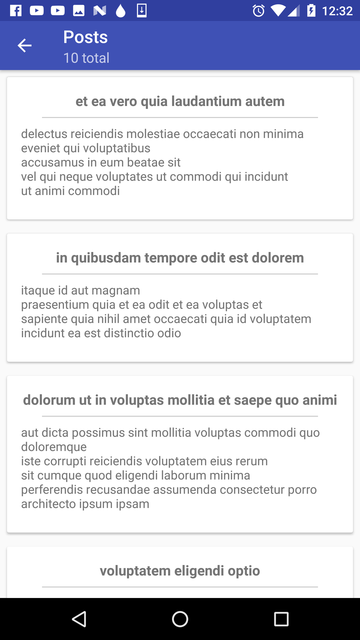 12:32
Posts
10 total
et ea vero quia laudantium autem
delectus reiciendis molestiae occaecati non minima
eveniet qui voluptatibus
accusamus in eum beatae sit
vel qui neque voluptates ut commodi qui incidunt
ut animi commodi
in quibusdam tempore odit est dolorem
itaque id aut magnam
praesentium quia et ea odit et ea voluptas et
sapiente quia nihil amet occaecati quia id voluptatem
incidunt ea est distinctio odio
dolorum ut in voluptas mollitia et saepe quo animi
aut dicta possimus sint mollitia voluptas commodi quo
doloremque
iste corrupti reiciendis voluptatem eius rerum
sit cumque quod eligendi laborum minima
perferendis recusandae assumenda consectetur porro
architecto ipsum ipsam
voluptatem eligendi optio